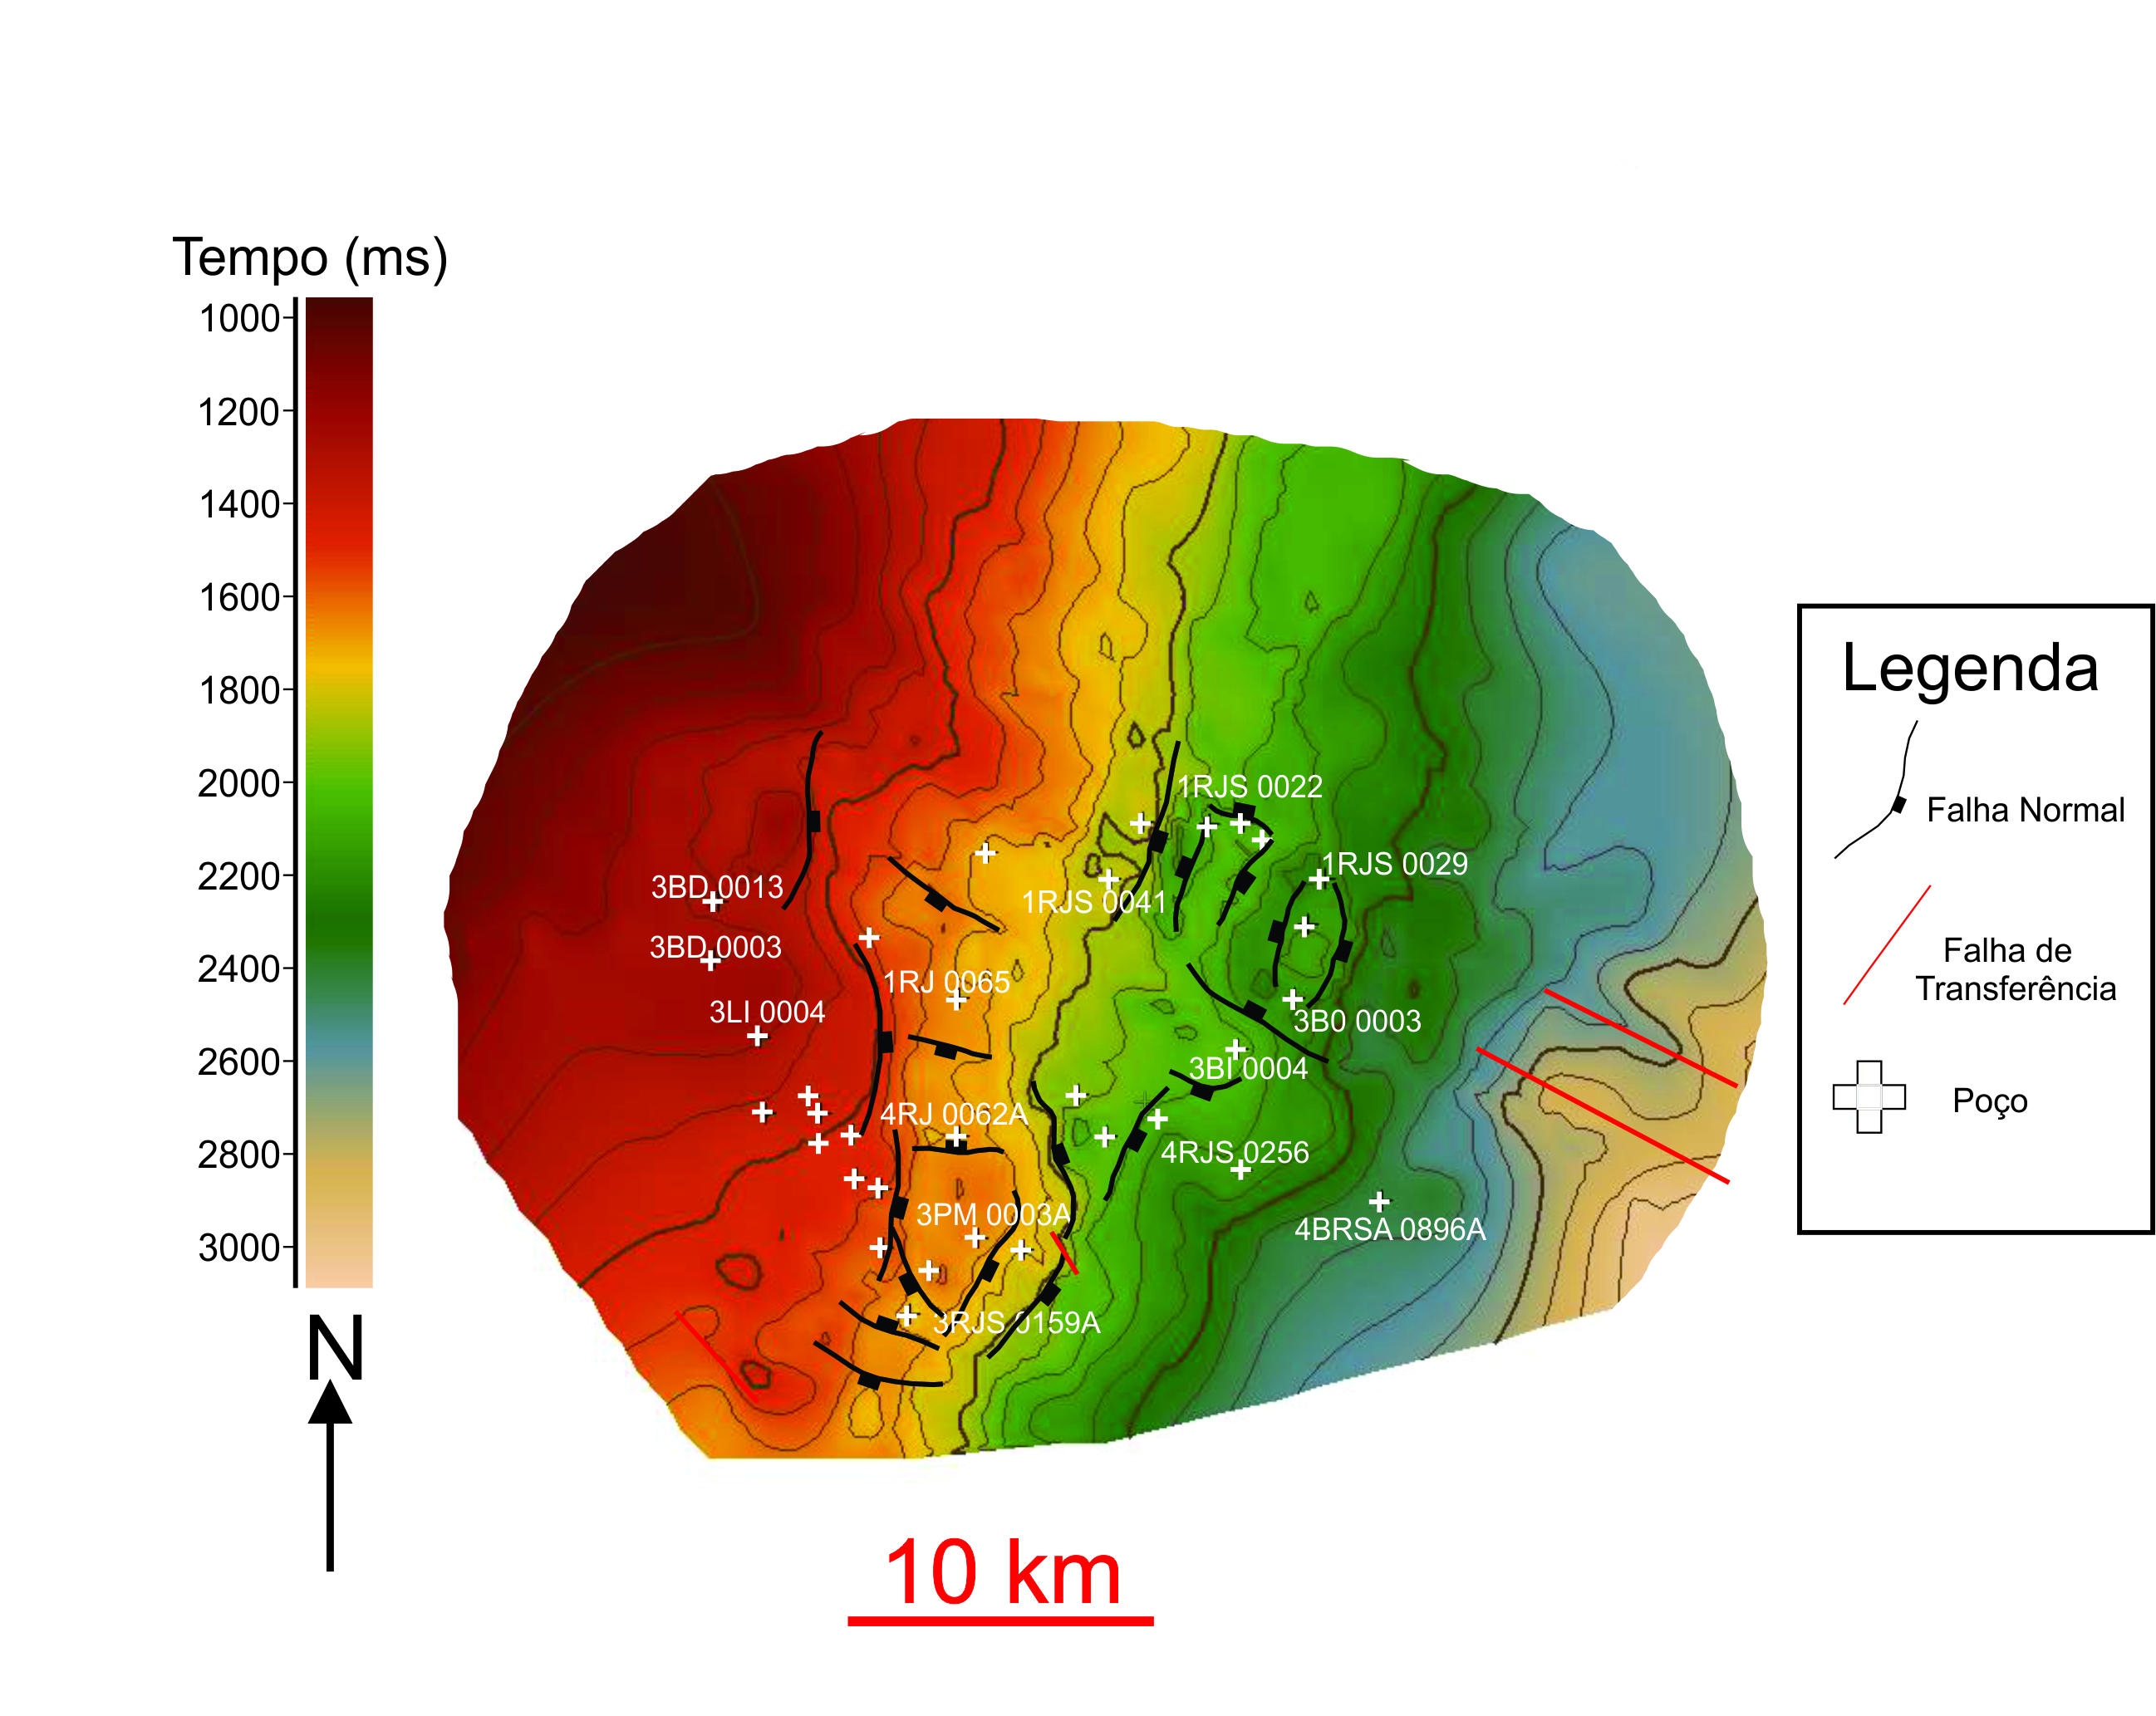 Tempo (ms)
1000
1200
1400
1600
1800
2000
2200
2400
2600
2800
3000
N
1RJS 0022
1RJS 0029
3BD 0013
1RJS 0041
3BD 0003
1RJ 0065
3LI 0004
3B0 0003
3BI 0004
4RJ 0062A
4RJS 0256
3PM 0003A
4BRSA 0896A
3RJS 0159A
10 km
Legenda
Falha Normal
Falha de
Transferência
Poço